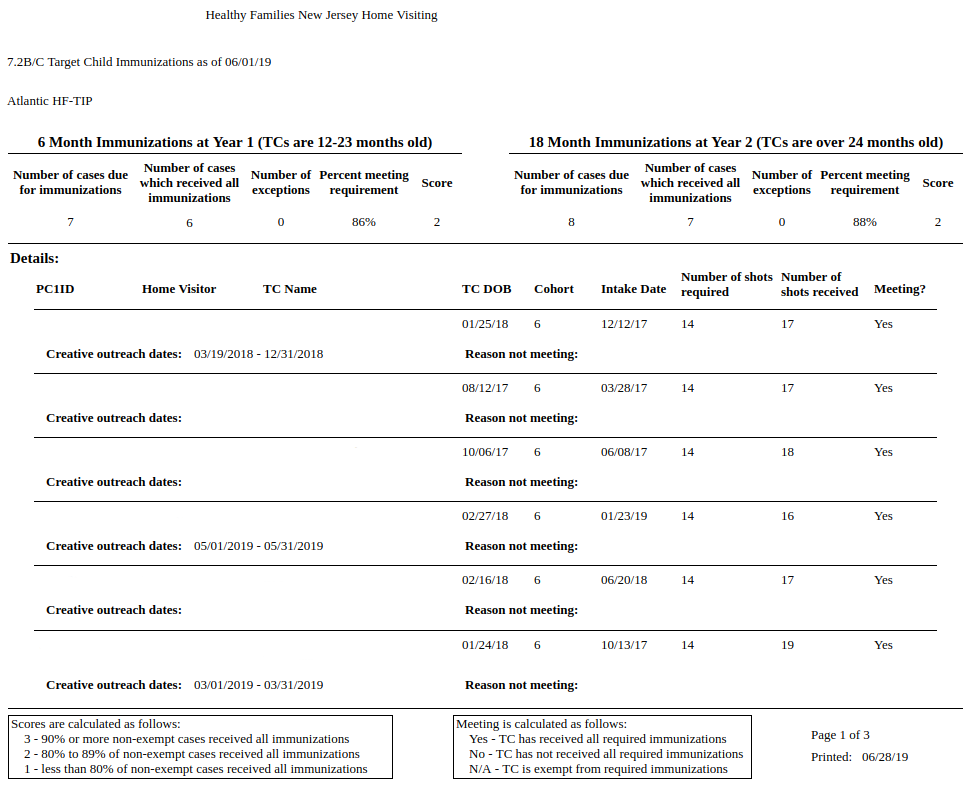 Healthy Families New Jersey Home Visiting
7.2B/C Target Child Immunizations as of 06/01/19
Atlantic HF-TIP
6 Month Immunizations at Year 1 (TCs are 12-23 months old)
Number of cases due for immunizations
Number of cases which received all immunizations
Number of exceptions
Percent meeting requirement
Score
7 6 0 86% 2
18 Month Immunizations at Year 2 (TCs are over 24 months old)
Number of cases due for immunizations
Number of cases which received all immunizations
Number of exceptions
Percent meeting requirement
Score
8 7 0 88% 2
Details:
PC1ID Home Visitor TC Name TC DOB Cohort Intake Date Number of shots required Number of shots received Meeting?
01/25/18 6 12/12/17 14 17 Yes
Creative outreach dates: 03/19/2018 - 12/31/2018 Reason not meeting:
08/12/17 6 03/28/17 14 17 Yes
Creative outreach dates: Reason not meeting:
10/06/17 6 06/08/17 14 18 Yes
Creative outreach dates: Reason not meeting:
02/27/18 6 01/23/19 14 16 Yes
Creative outreach dates: 05/01/2019 - 05/31/2019 Reason not meeting:
02/16/18 6 06/20/18 14 17 Yes
Creative outreach dates: Reason not meeting:
01/24/18 6 10/13/17 14 19 Yes
Creative outreach dates: 03/01/2019 - 03/31/2019 Reason not meeting:
Scores are calculated as follows:
3 - 90% or more non-exempt cases received all immunizations
2 - 80% to 89% of non-exempt cases received all immunizations
1 - less than 80% of non-exempt cases received all immunizations
Meeting is calculated as follows:
Yes - TC has received all required immunizations
No - TC has not received all required immunizations
N/A - TC is exempt from required immunizations
Page 1 of 3
Printed: 06/28/19